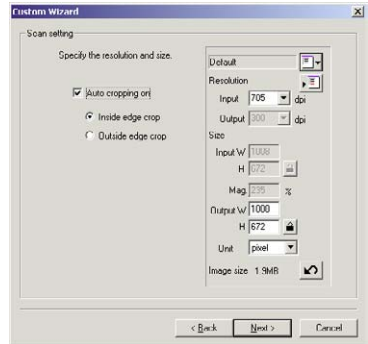 Custom Wizard
Scan setting
Specify the resolution and size.
Auto cropping on
Inside edge crop
Outside edge crop
Default
Resolution
Input 705 dpi
Output 300 dpi
Size
Input W 1008
H 672
Mag. 235 %
Output W 1000
H 672
Unit pixel
Image size 1.9MB
< Back Next > Cancel